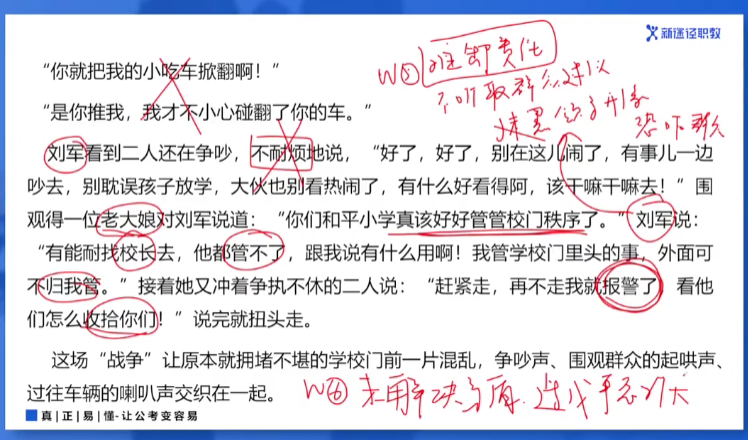 新途径职教
“你就把我的小吃车掀翻啊！”
W⑤ 推卸责任
不听取群众建议
“是你推我，我才不小心碰翻了你的车。”
抹黑领导形象
恐吓群众
刘军看到二人还在争吵，不耐烦地说，“好了，好了，别在这儿闹了，有事儿一边
吵去，别耽误孩子放学，大伙也别看热闹了，有什么好看得阿，该干嘛干嘛去！”围
观得一位老大娘对刘军说道：“你们和平小学真该好好管管校门秩序了。”刘军说：
“有能耐找校长去，他都管不了，跟我说有什么用啊！我管学校门里头的事，外面可
不归我管。”接着她又冲着争执不休的二人说：“赶紧走，再不走我就报警了，看他
们怎么收拾你们！”说完就扭头走。
这场“战争”让原本就拥堵不堪的学校门前一片混乱，争吵声、围观群众的起哄声、
过往车辆的喇叭声交织在一起。
W⑥ 未解决矛盾，造成事态扩大
真|正|易|懂-让公考变容易